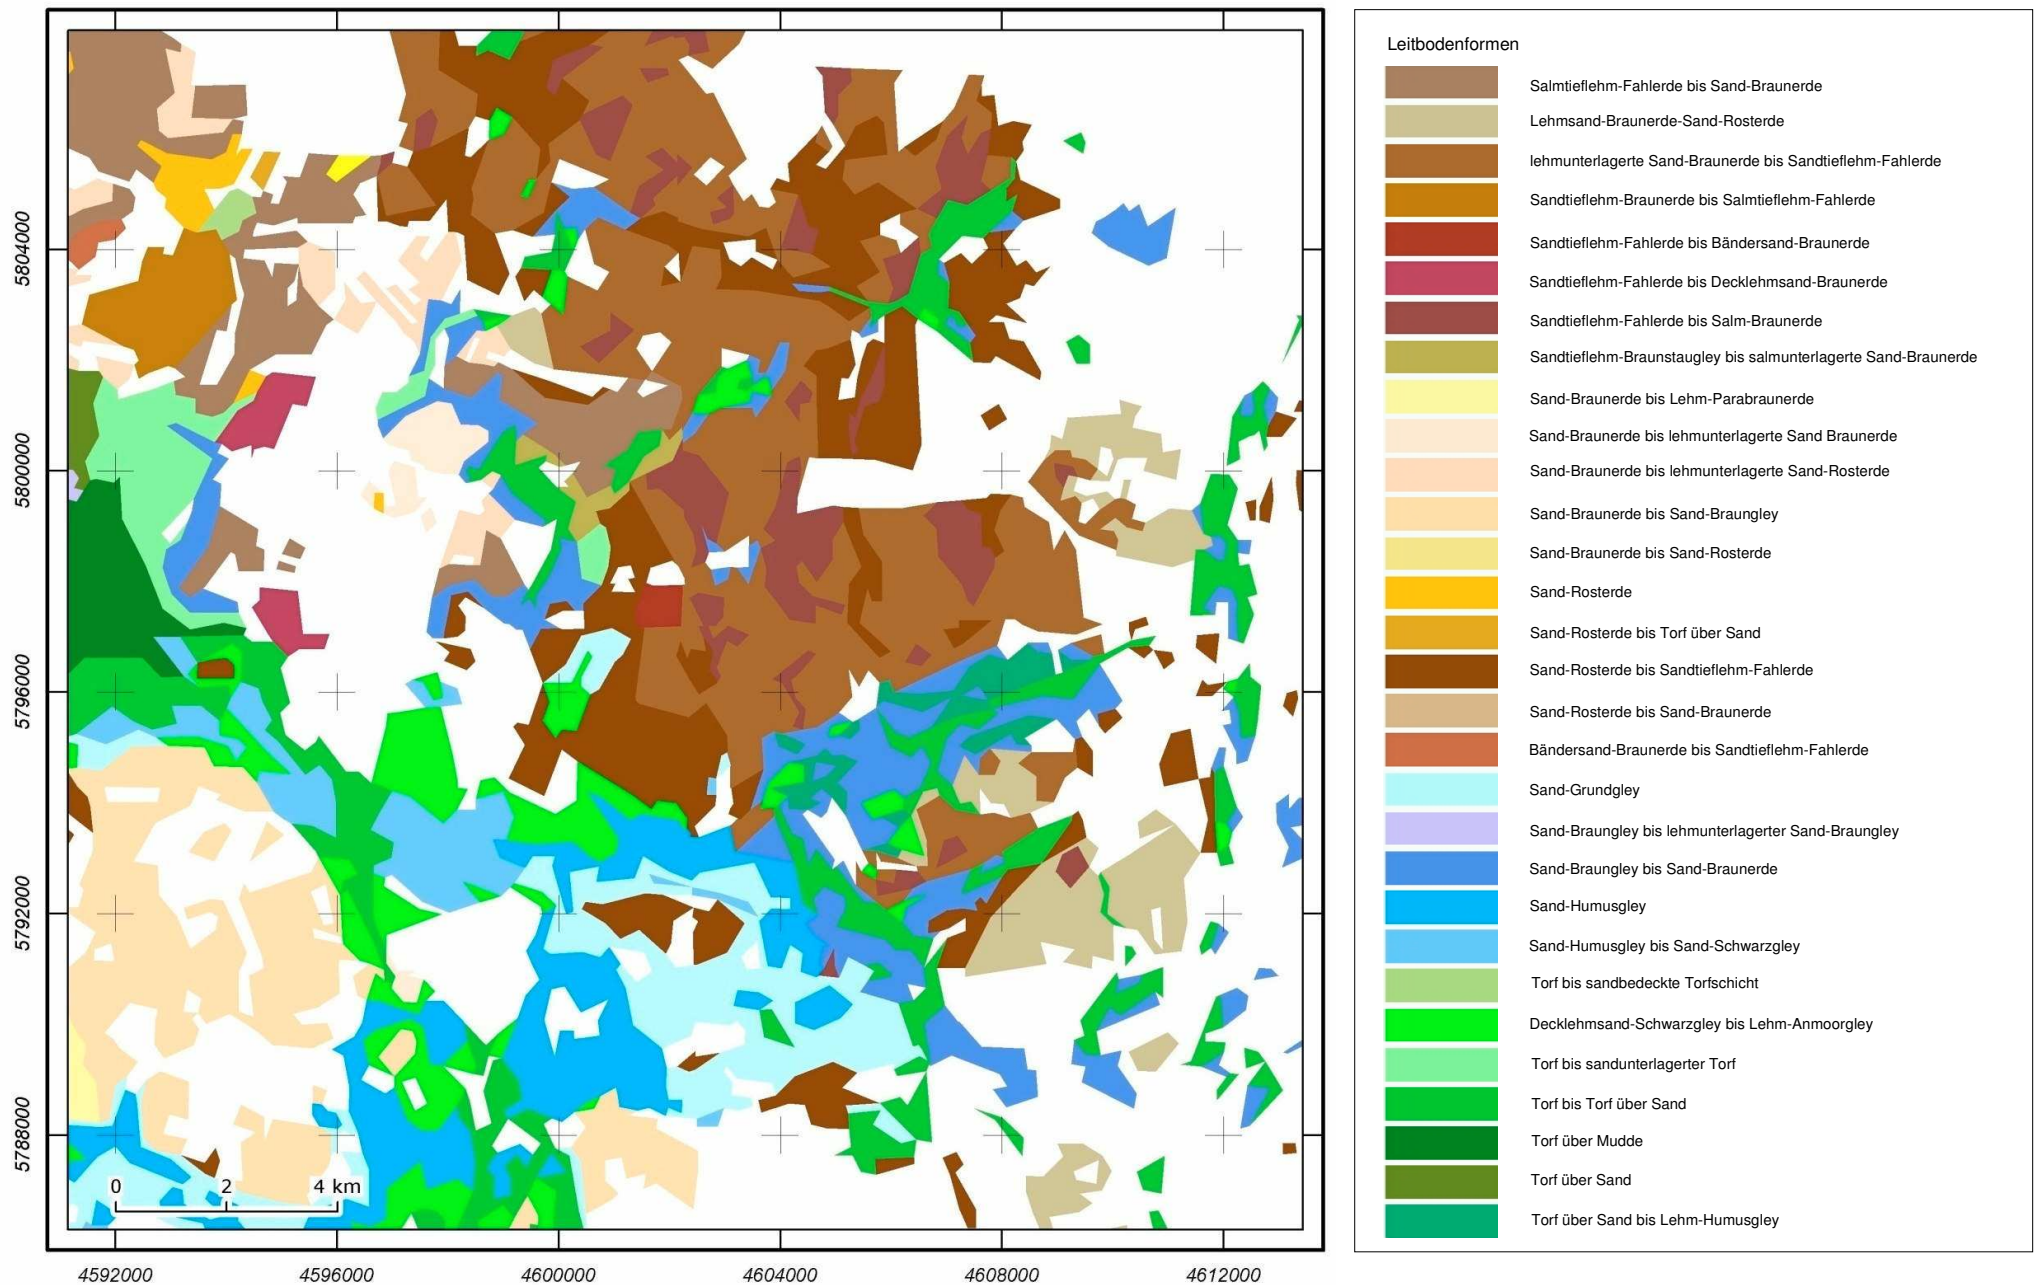 5804000
5800000
5796000
5792000
5788000
0 2 4 km
4592000 4596000 4600000 4604000 4608000 4612000
Leitbodenformen
Salmtieflehm-Fahlerde bis Sand-Braunerde
Lehmsand-Braunerde-Sand-Rosterde
lehmunterlagerte Sand-Braunerde bis Sandtieflehm-Fahlerde
Sandtieflehm-Braunerde bis Salmtieflehm-Fahlerde
Sandtieflehm-Fahlerde bis Bändersand-Braunerde
Sandtieflehm-Fahlerde bis Decklehmsand-Braunerde
Sandtieflehm-Fahlerde bis Salm-Braunerde
Sandtieflehm-Braunstaugley bis salmunterlagerte Sand-Braunerde
Sand-Braunerde bis Lehm-Parabraunerde
Sand-Braunerde bis lehmunterlagerte Sand Braunerde
Sand-Braunerde bis lehmunterlagerte Sand-Rosterde
Sand-Braunerde bis Sand-Braungley
Sand-Braunerde bis Sand-Rosterde
Sand-Rosterde
Sand-Rosterde bis Torf über Sand
Sand-Rosterde bis Sandtieflehm-Fahlerde
Sand-Rosterde bis Sand-Braunerde
Bändersand-Braunerde bis Sandtieflehm-Fahlerde
Sand-Grundgley
Sand-Braungley bis lehmunterlagerter Sand-Braungley
Sand-Braungley bis Sand-Braunerde
Sand-Humusgley
Sand-Humusgley bis Sand-Schwarzgley
Torf bis sandbedeckte Torfschicht
Decklehmsand-Schwarzgley bis Lehm-Anmoorgley
Torf bis sandunterlagerter Torf
Torf bis Torf über Sand
Torf über Mudde
Torf über Sand
Torf über Sand bis Lehm-Humusgley